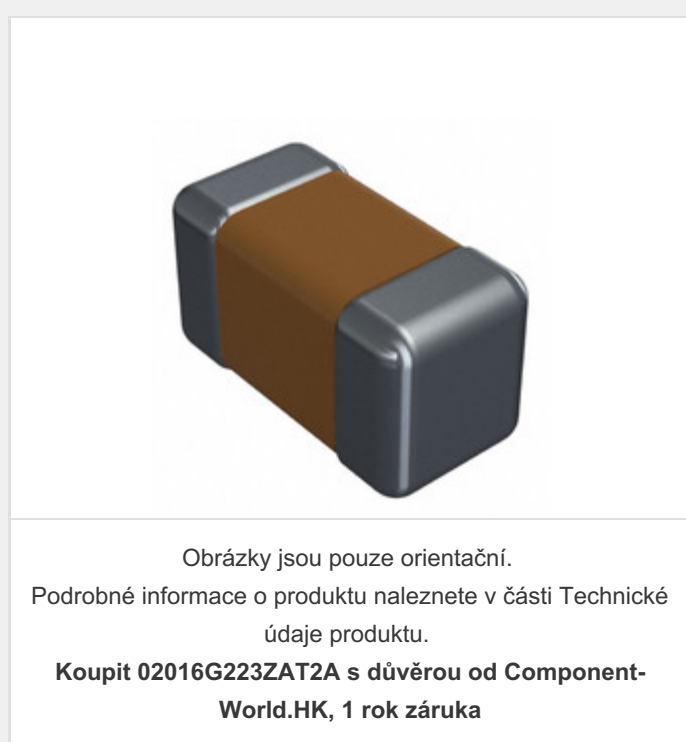 Obrázky jsou pouze orientační.
Podrobné informace o produktu naleznete v části Technické
údaje produktu.
Koupit 02016G223ZAT2A s důvěrou od Component-
World.HK, 1 rok záruka